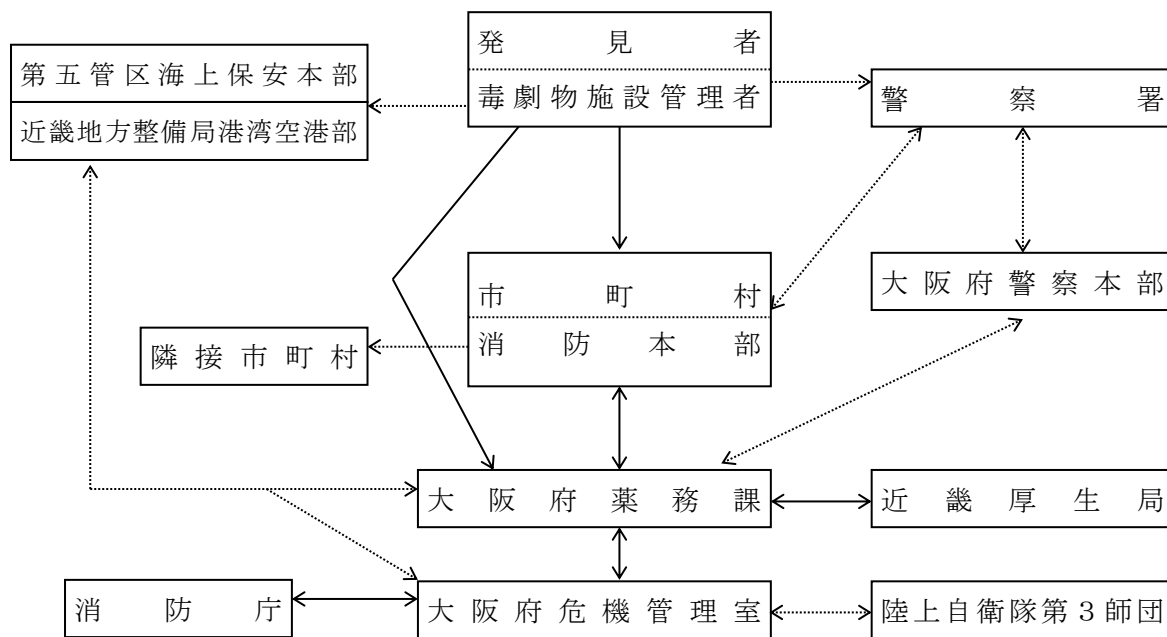 発見者
毒劇物施設管理者
第五管区海上保安本部
近畿地方整備局港湾空港部
警察署
市町村
消防本部
大阪府警察本部
隣接市町村
大阪府薬務課
近畿厚生局
消防庁
大阪府危機管理室
陸上自衛隊第３師団